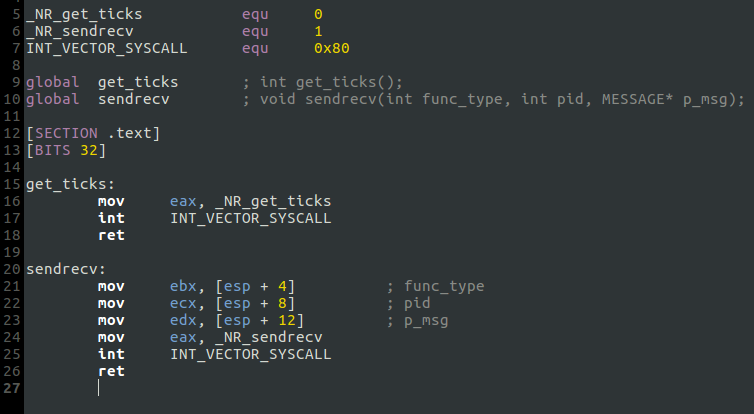 5 _NR_get_ticks equ 0
6 _NR_sendrecv equ 1
7 INT_VECTOR_SYSCALL equ 0x80
8
9 global get_ticks ; int get_ticks();
10 global sendrecv ; void sendrecv(int func_type, int pid, MESSAGE* p_msg);
11
12 [SECTION .text]
13 [BITS 32]
14
15 get_ticks:
16 mov eax, _NR_get_ticks
17 int INT_VECTOR_SYSCALL
18 ret
19
20 sendrecv:
21 mov ebx, [esp + 4] ; func_type
22 mov ecx, [esp + 8] ; pid
23 mov edx, [esp + 12] ; p_msg
24 mov eax, _NR_sendrecv
25 int INT_VECTOR_SYSCALL
26 ret
27